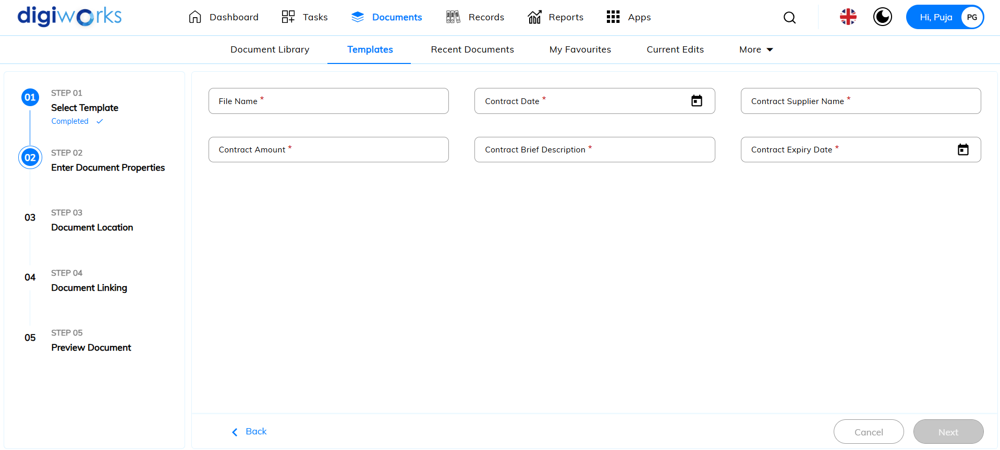 digiworks
Dashboard
Tasks
Documents
Records
Reports
Apps
Hi, Puja
PG
Document Library
Templates
Recent Documents
My Favourites
Current Edits
More
01
STEP 01
Select Template
Completed
02
STEP 02
Enter Document Properties
03
STEP 03
Document Location
04
STEP 04
Document Linking
05
STEP 05
Preview Document
File Name *
Contract Date *
Contract Supplier Name *
Contract Amount *
Contract Brief Description *
Contract Expiry Date *
Back
Cancel
Next